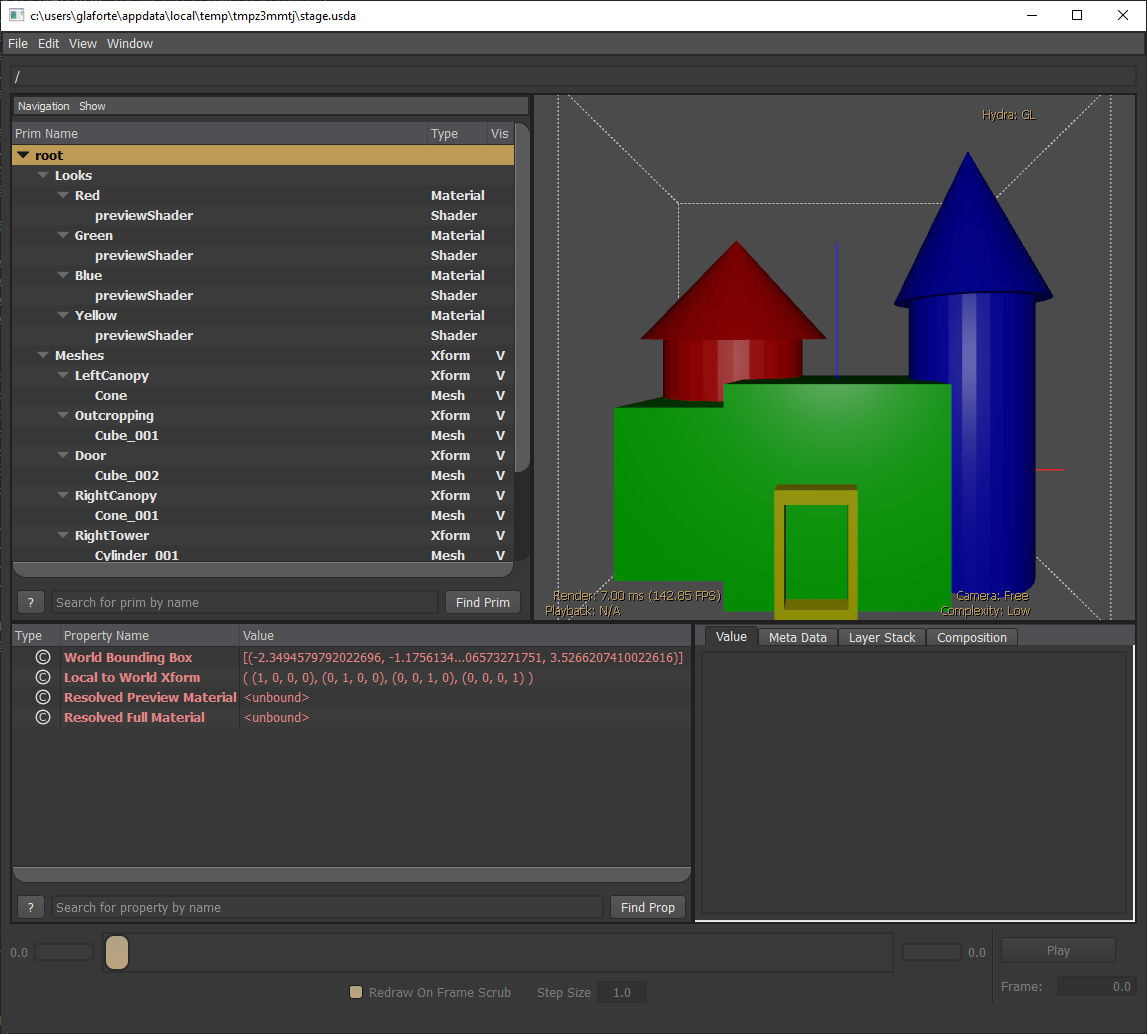 c:\users\glaforte\appdata\local\temp\tmpz3mmtj\stage.usda
File Edit View Window
/
Navigation Show
Prim Name Type Vis
root
Looks
Red Material
previewShader Shader
Green Material
previewShader Shader
Blue Material
previewShader Shader
Yellow Material
previewShader Shader
Meshes Xform V
LeftCanopy Xform V
Cone Mesh V
Outcropping Xform V
Cube_001 Mesh V
Door Xform V
Cube_002 Mesh V
RightCanopy Xform V
Cone_001 Mesh V
RightTower Xform V
Cylinder_001 Mesh V
? Search for prim by name Find Prim
Hydra: GL
Render: 7.00 ms (142.85 FPS) Camera: Free
Playback: N/A Complexity: Low
Type Property Name Value
© World Bounding Box [(-2.3494579792022696, -1.1756134...06573271751, 3.5266207410022616)]
© Local to World Xform ( (1, 0, 0, 0), (0, 1, 0, 0), (0, 0, 1, 0), (0, 0, 0, 1) )
© Resolved Preview Material <unbound>
© Resolved Full Material <unbound>
? Search for property by name Find Prop
Value Meta Data Layer Stack Composition
0.0 0.0 Play
Redraw On Frame Scrub Step Size 1.0 Frame: 0.0